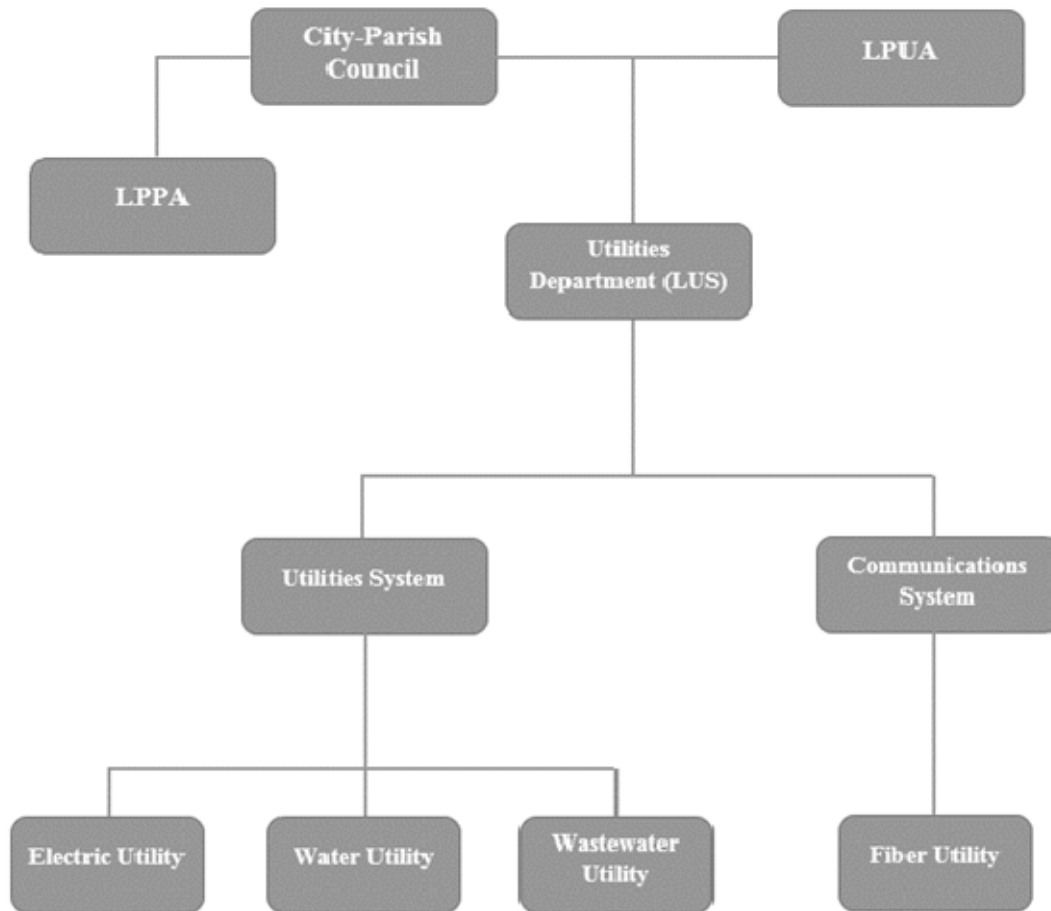 City-Parish
Council
LPUA
LPPA
Utilities
Department (LUS)
Utilities System
Communications
System
Electric Utility
Water Utility
Wastewater
Utility
Fiber Utility